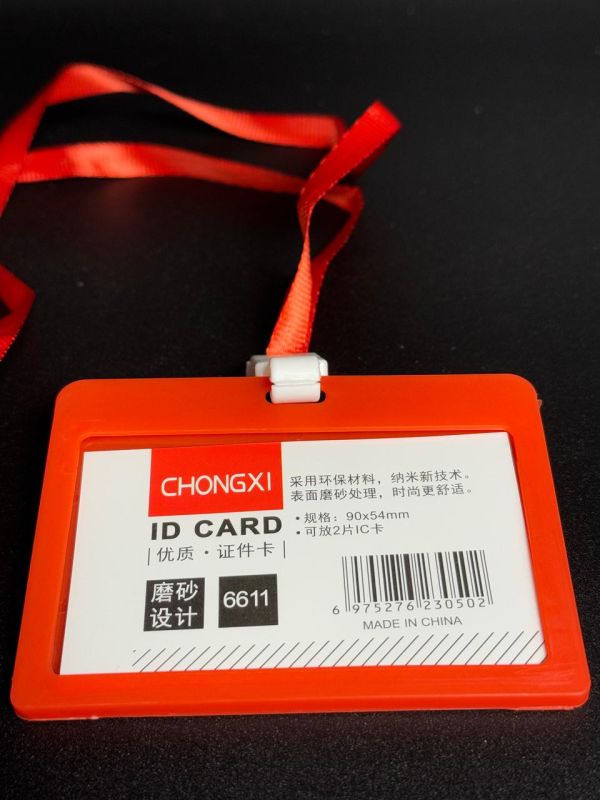 CHONGXI
ID CARD
|优质·证件卡|
磨砂
设计
6611
采用环保材料，纳米新技术。
表面磨砂处理，时尚更舒适。
·规格：90x54mm
·可放2片IC卡
6 975276 230502
MADE IN CHINA